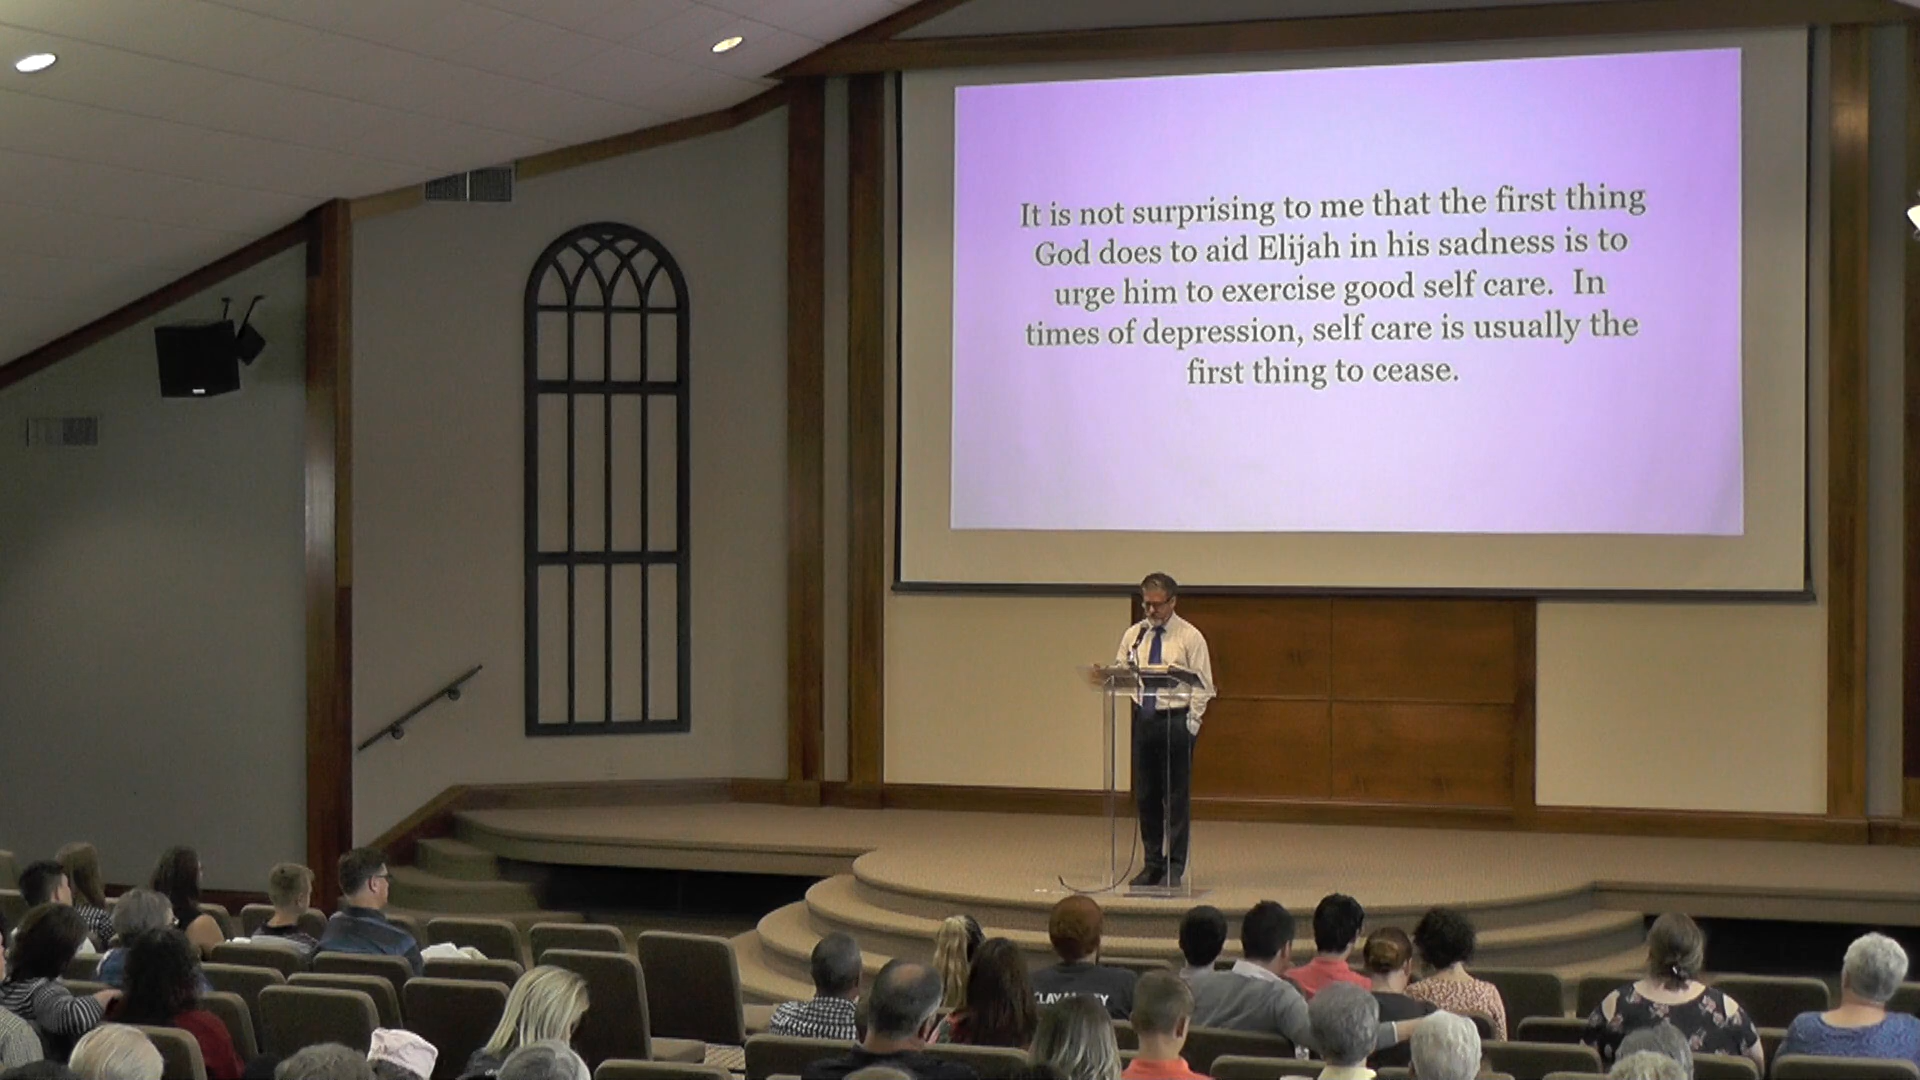 It is not surprising to me that the first thing
God does to aid Elijah in his sadness is to
urge him to exercise good self care.  In
times of depression, self care is usually the
first thing to cease.